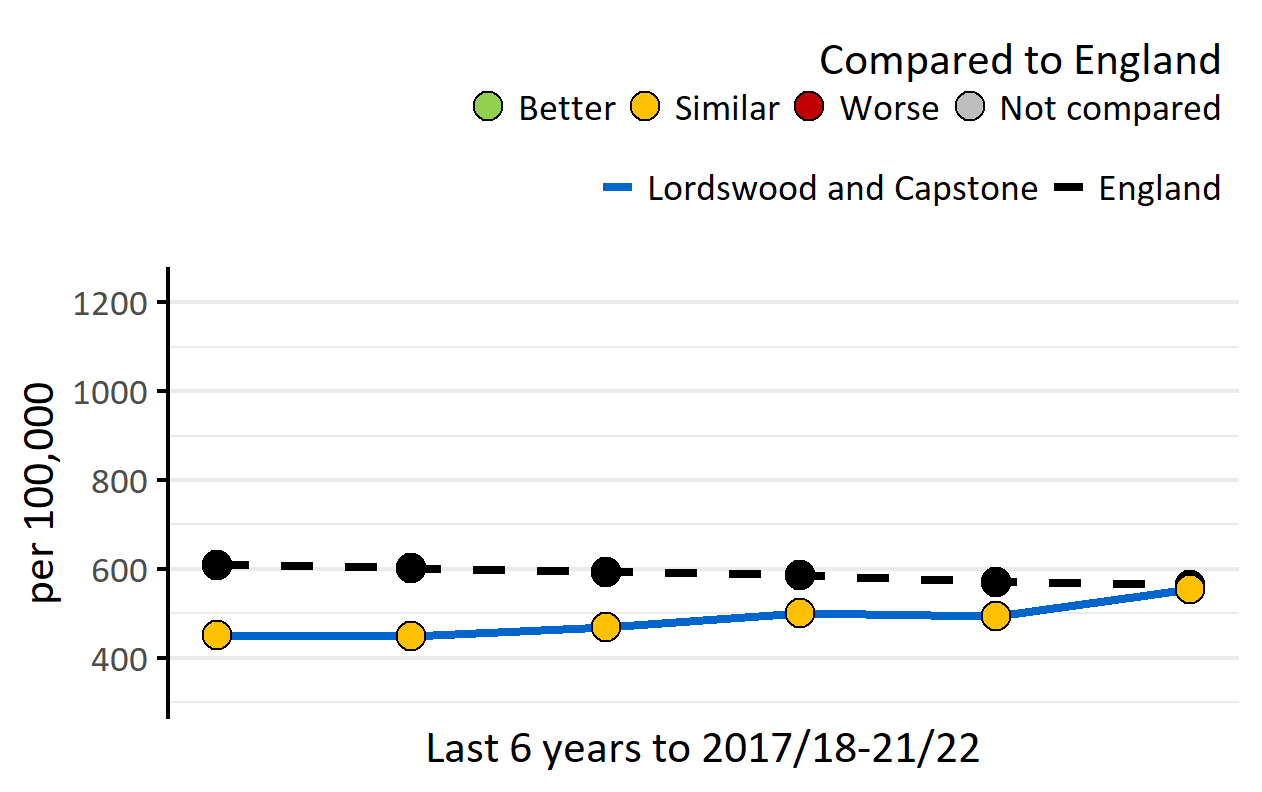 Compared to England
Better Similar Worse Not compared
Lordswood and Capstone England
1200
1000
800
600
400
per 100,000
Last 6 years to 2017/18-21/22